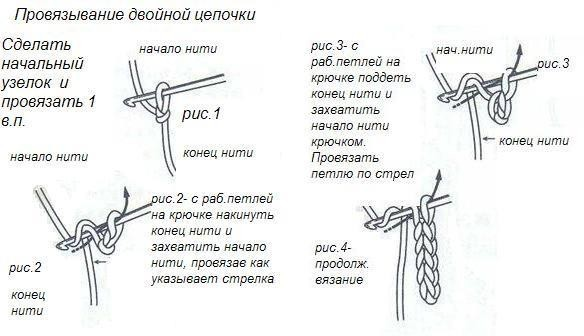 Провязывание двойной цепочки
Сделать
начальный
узелок и
провязать 1
в.п.
начало нити
рис.1
начало нити
конец нити
рис.2- с раб.петлей
на крючке накинуть
конец нити и
захватить начало
нити, провязав как
указывает стрелка
рис.2
конец
нити
рис.3- с
раб.петлей на
крючке поддеть
конец нити и
захватить
начало нити
крючком.
Провязать
петлю по стрел
нач.нити
рис.3
конец нити
рис.4-
продолж.
вязание